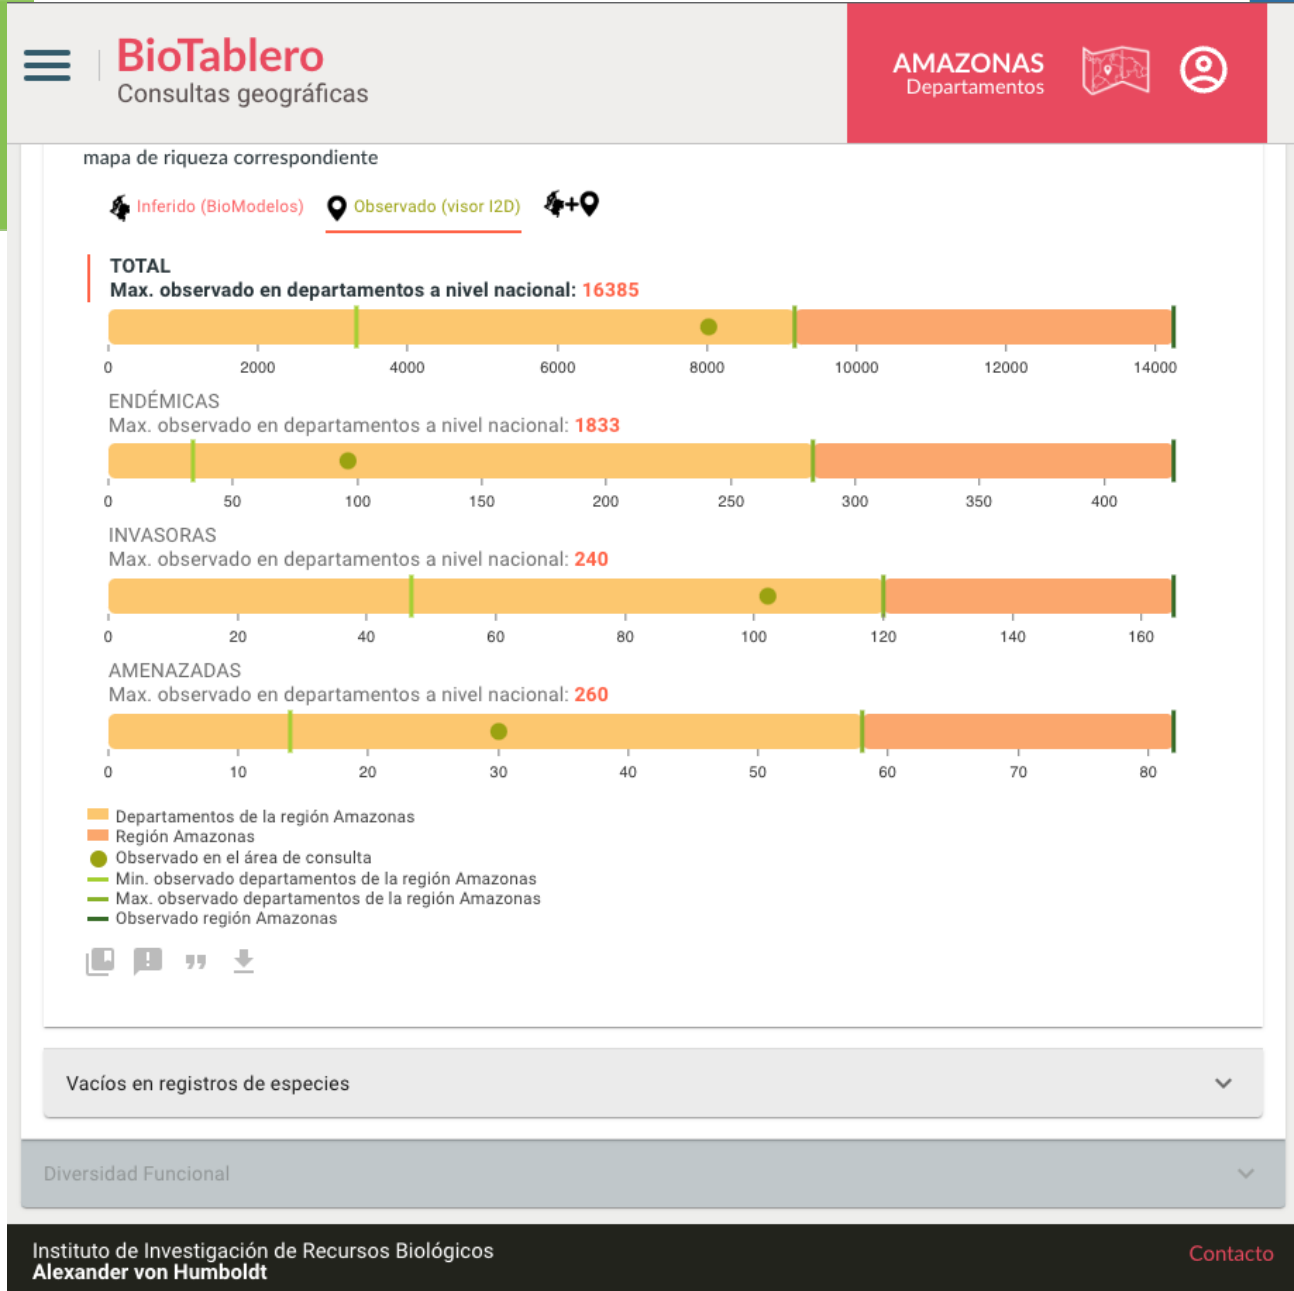 BioTablero
Consultas geográficas
AMAZONAS
Departamentos
mapa de riqueza correspondiente
Inferido (BioModelos) Observado (visor I2D) +
TOTAL
Max. observado en departamentos a nivel nacional: 16385
0 2000 4000 6000 8000 10000 12000 14000
ENDÉMICAS
Max. observado en departamentos a nivel nacional: 1833
0 50 100 150 200 250 300 350 400
INVASORAS
Max. observado en departamentos a nivel nacional: 240
0 20 40 60 80 100 120 140 160
AMENAZADAS
Max. observado en departamentos a nivel nacional: 260
0 10 20 30 40 50 60 70 80
Departamentos de la región Amazonas
Región Amazonas
Observado en el área de consulta
Min. observado departamentos de la región Amazonas
Max. observado departamentos de la región Amazonas
Observado región Amazonas
Vacíos en registros de especies
Diversidad Funcional
Instituto de Investigación de Recursos Biológicos
Alexander von Humboldt
Contacto